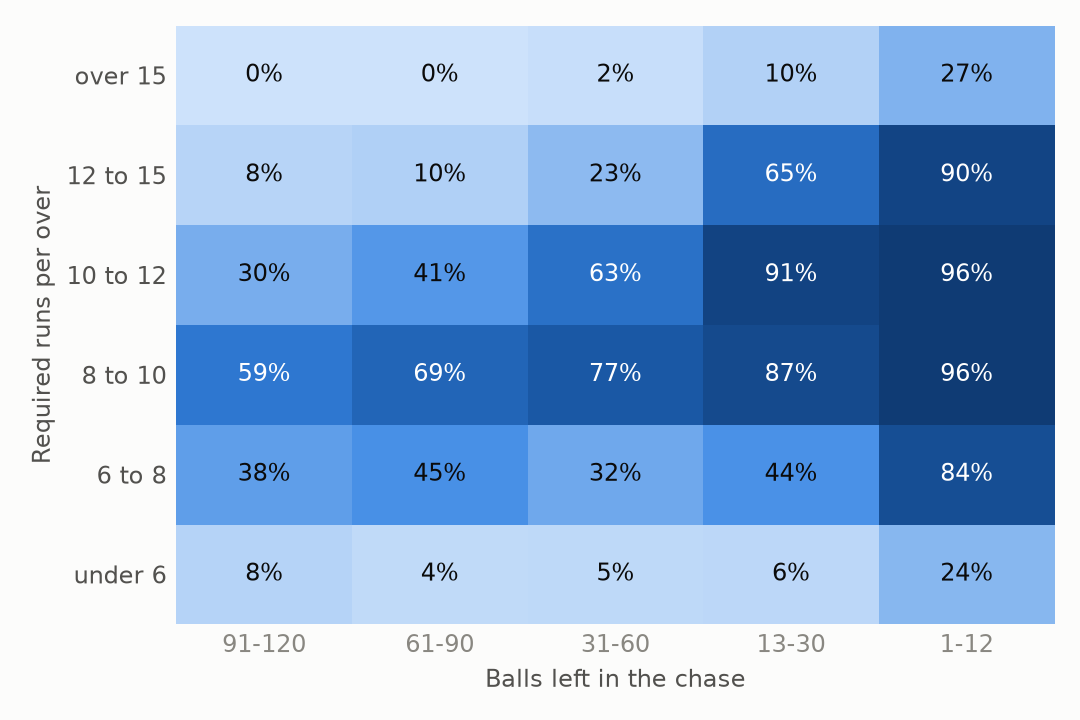 Required runs per over
over 15 0% 0% 2% 10% 27%
12 to 15 8% 10% 23% 65% 90%
10 to 12 30% 41% 63% 91% 96%
8 to 10 59% 69% 77% 87% 96%
6 to 8 38% 45% 32% 44% 84%
under 6 8% 4% 5% 6% 24%
91-120 61-90 31-60 13-30 1-12
Balls left in the chase